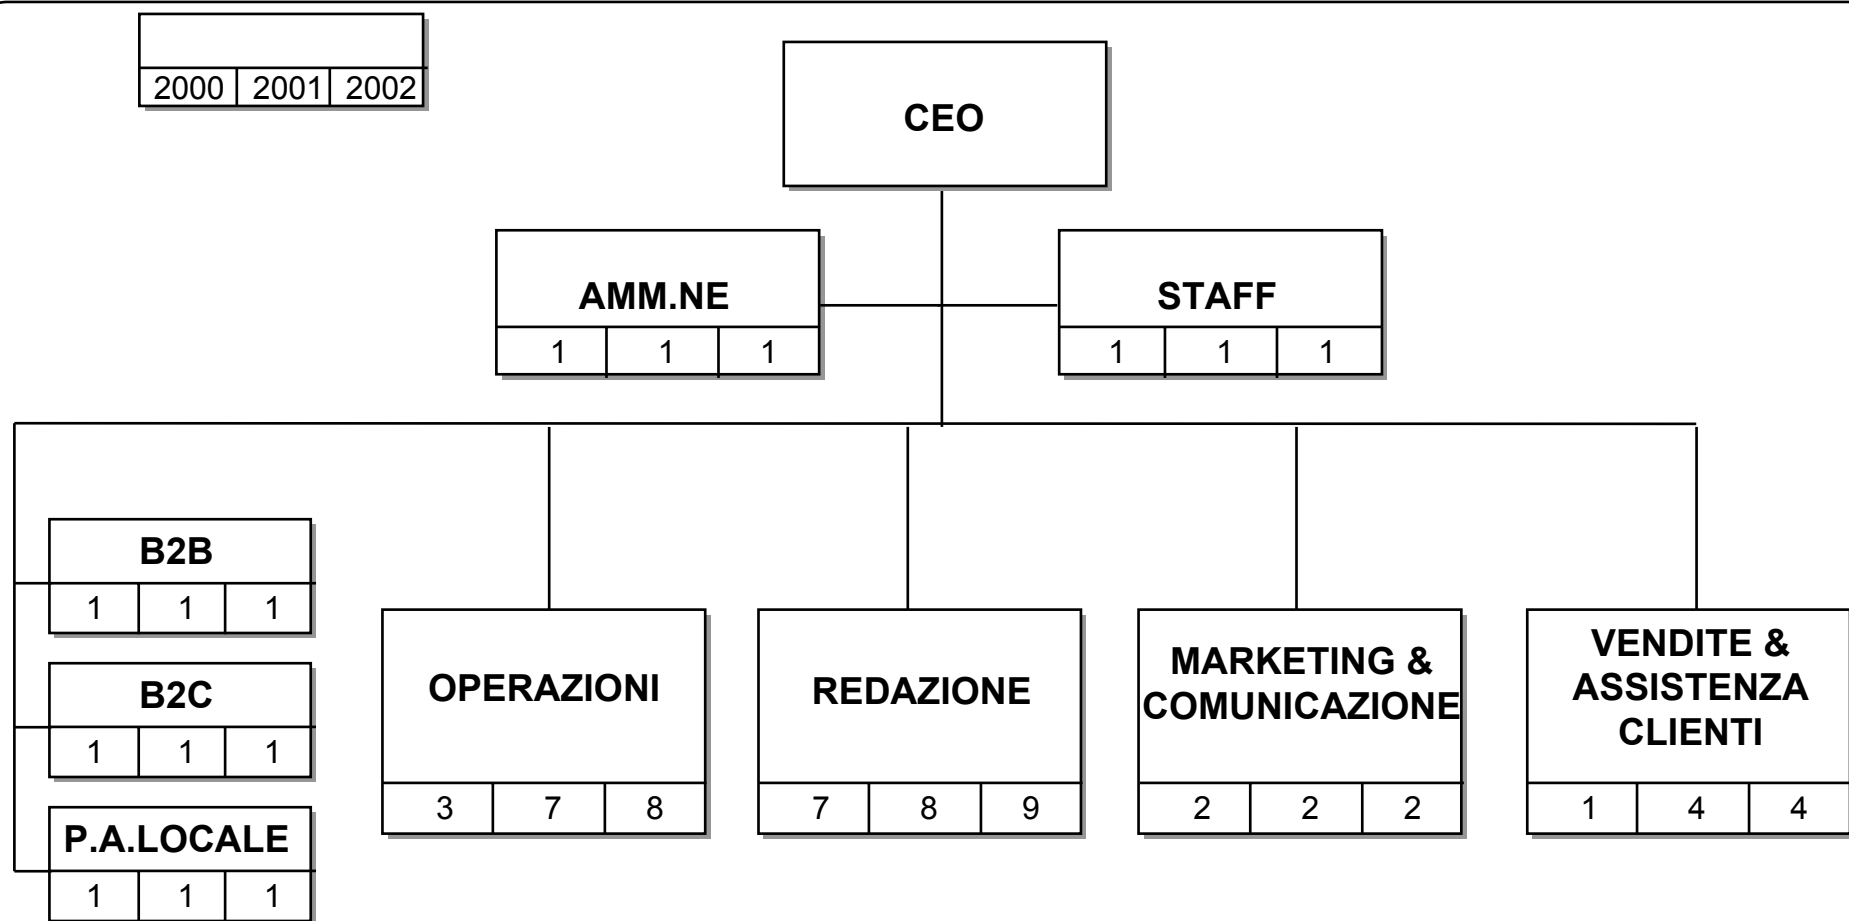 2000 2001 2002
CEO
AMM.NE
1 1 1
STAFF
1 1 1
B2B
1 1 1
B2C
1 1 1
P.A.LOCALE
1 1 1
OPERAZIONI
3 7 8
REDAZIONE
7 8 9
MARKETING &
COMUNICAZIONE
2 2 2
VENDITE &
ASSISTENZA
CLIENTI
1 4 4